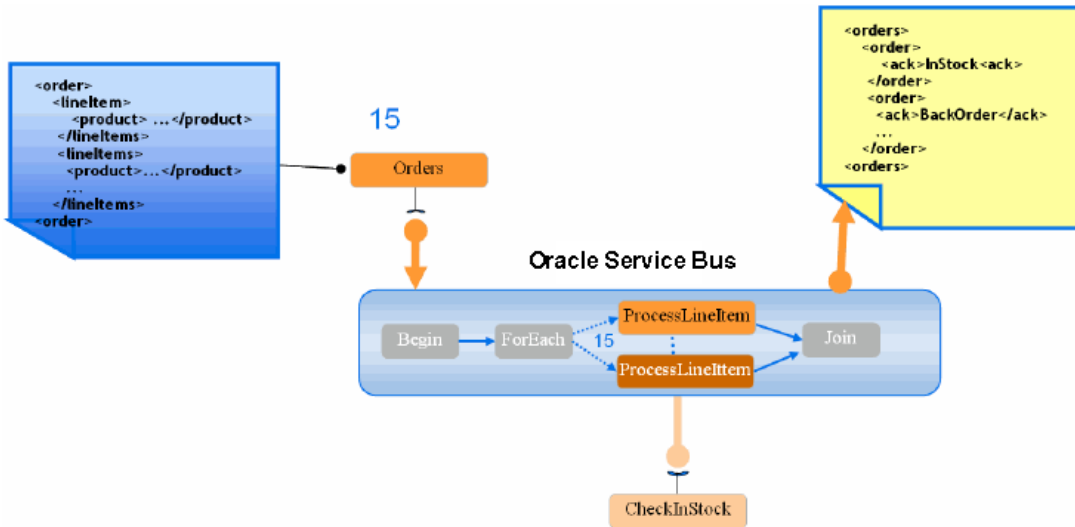 <order>
<lineItem>
<product> ...</product>
</lineItems>
<lineItems>
<product>...</product>
...
</lineItems>
<order>
15
Orders
<orders>
<order>
<ack>InStock<ack>
</order>
<order>
<ack>BackOrder</ack>
...
</order>
<orders>
Oracle Service Bus
Begin
ForEach
15
ProcessLineItem
ProcessLineIttem
Join
CheckInStock